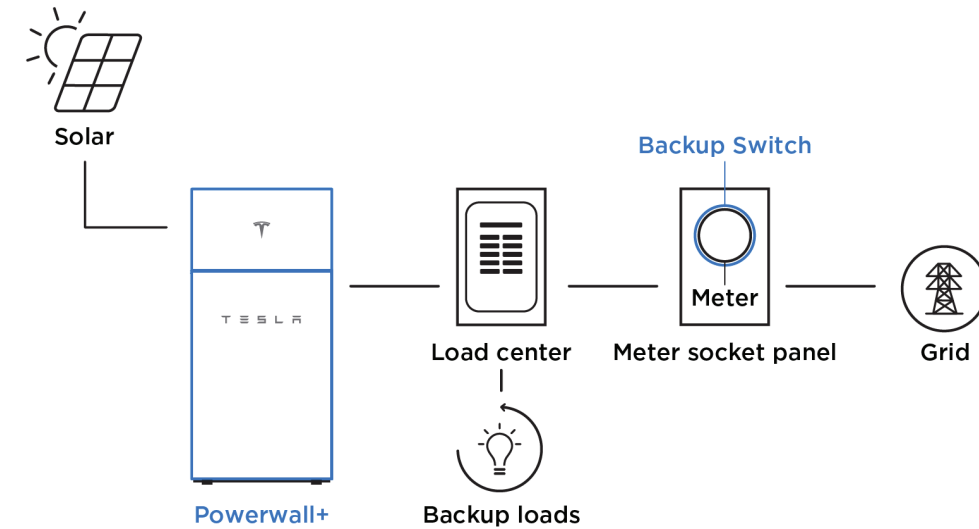 Solar
Backup Switch
TESLA
Meter
Load center
Meter socket panel
Grid
Powerwall+
Backup loads